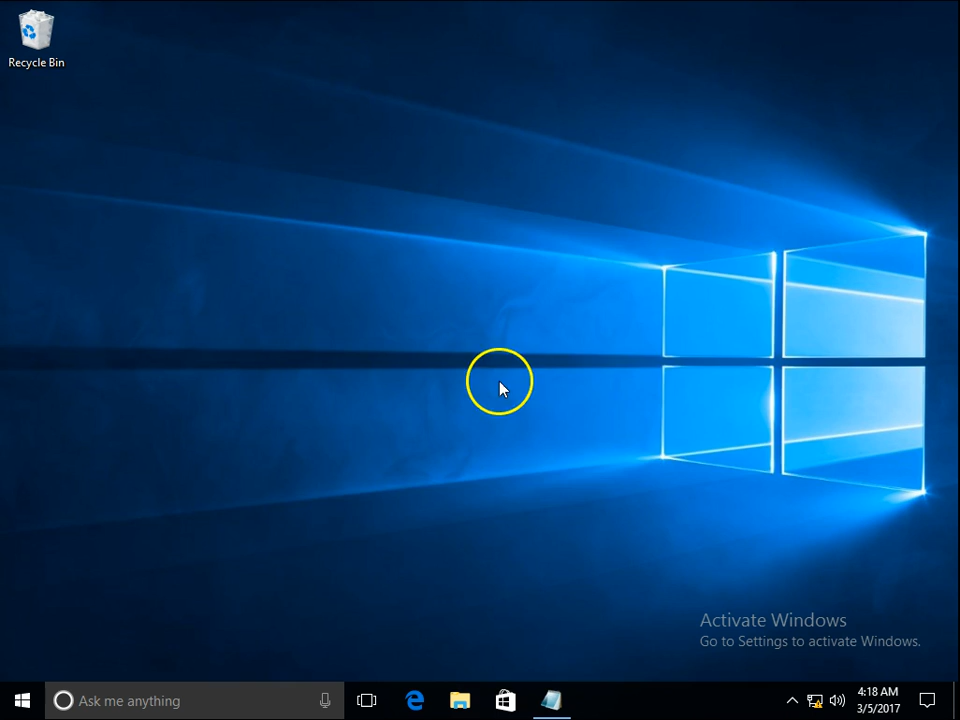 Recycle Bin
Activate Windows
Go to Settings to activate Windows.
Ask me anything
4:18 AM
3/5/2017